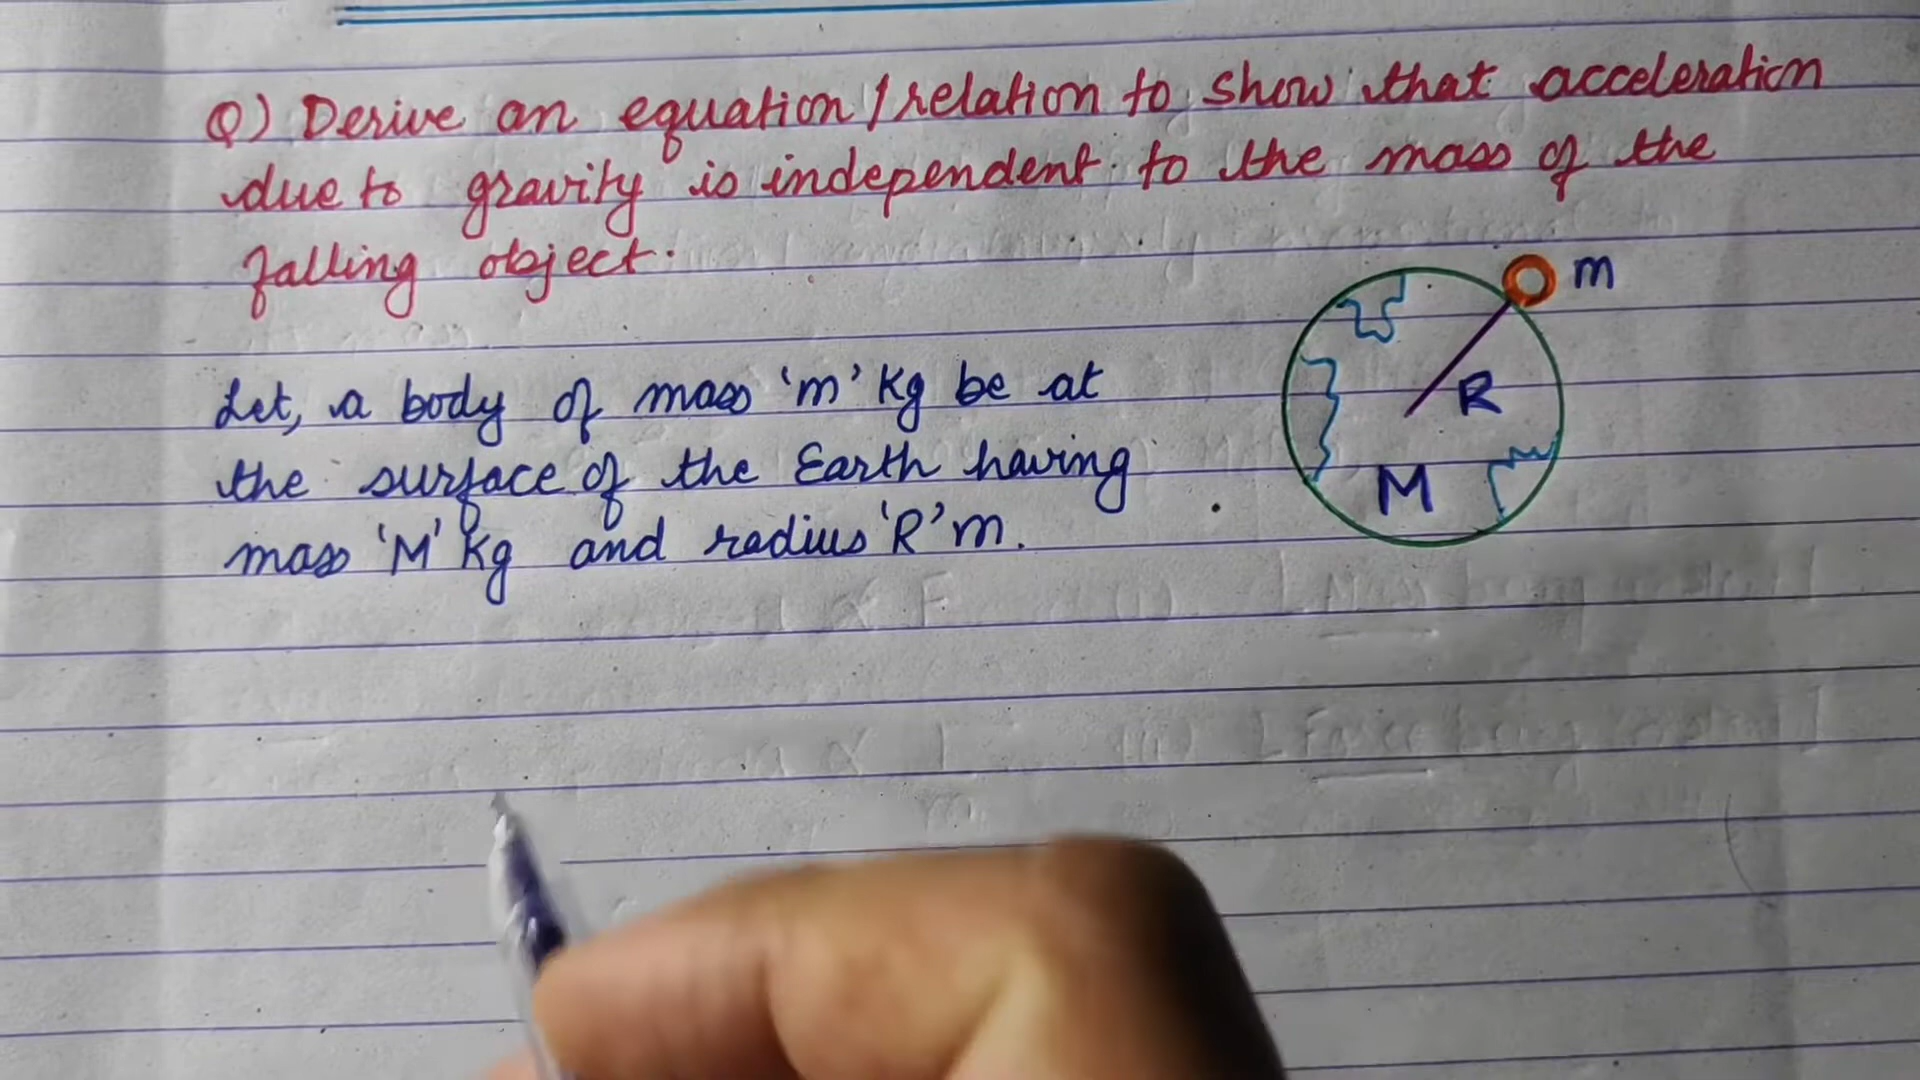 Q) Derive an equation/relation to show that acceleration
due to gravity is independent to the mass of the
falling object.
m
Let, a body of mass 'm' kg be at
the surface of the Earth having
mass 'M' kg and radius 'R' m.
R
M